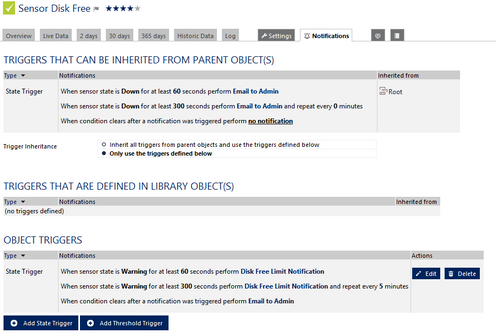 Sensor Disk Free
Overview Live Data 2 days 30 days 365 days Historic Data Log Settings Notifications
TRIGGERS THAT CAN BE INHERITED FROM PARENT OBJECT(S)
Type Notifications Inherited from
State Trigger When sensor state is Down for at least 60 seconds perform Email to Admin Root
When sensor state is Down for at least 300 seconds perform Email to Admin and repeat every 0 minutes
When condition clears after a notification was triggered perform no notification
Trigger Inheritance Inherit all triggers from parent objects and use the triggers defined below
Only use the triggers defined below
TRIGGERS THAT ARE DEFINED IN LIBRARY OBJECT(S)
Type Notifications Inherited from
(no triggers defined)
OBJECT TRIGGERS
Type Notifications Actions
State Trigger When sensor state is Warning for at least 60 seconds perform Disk Free Limit Notification Edit Delete
When sensor state is Warning for at least 300 seconds perform Disk Free Limit Notification and repeat every 5 minutes
When condition clears after a notification was triggered perform Email to Admin
Add State Trigger Add Threshold Trigger